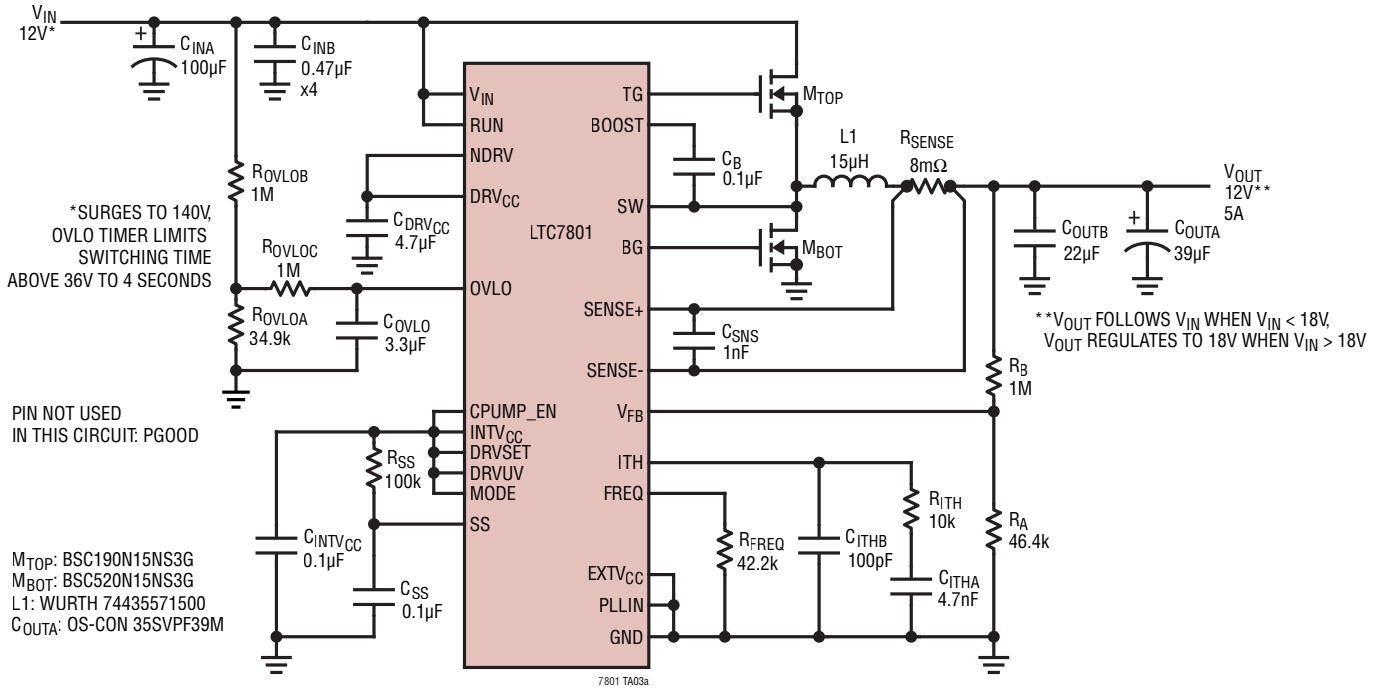 VIN
12V*
+
CINA
100µF
CINB
0.47µF
x4
ROVLOB
1M
*SURGES TO 140V,
OVLO TIMER LIMITS
SWITCHING TIME
ABOVE 36V TO 4 SECONDS
ROVLOC
1M
ROVLOA
34.9k
COVLO
3.3µF
CDRVCC
4.7µF
PIN NOT USED
IN THIS CIRCUIT: PGOOD
RSS
100k
CINTVCC
0.1µF
CSS
0.1µF
MTOP: BSC190N15NS3G
MBOT: BSC520N15NS3G
L1: WURTH 74435571500
COUTA: OS-CON 35SVPF39M
VIN
RUN
NDRV
DRVCC
LTC7801
OVLO
CPUMP_EN
INTVCC
DRVSET
DRVUV
MODE
SS
TG
BOOST
SW
BG
SENSE+
SENSE-
VFB
ITH
FREQ
EXTVCC
PLLIN
GND
7801 TA03a
MTOP
CB
0.1µF
MBOT
L1
15µH
RSENSE
8mΩ
CSNS
1nF
VOUT
12V**
5A
COUTB
22µF
+
COUTA
39µF
**VOUT FOLLOWS VIN WHEN VIN < 18V,
VOUT REGULATES TO 18V WHEN VIN > 18V
RB
1M
RA
46.4k
RFREQ
42.2k
CITHB
100pF
RITH
10k
CITHA
4.7nF